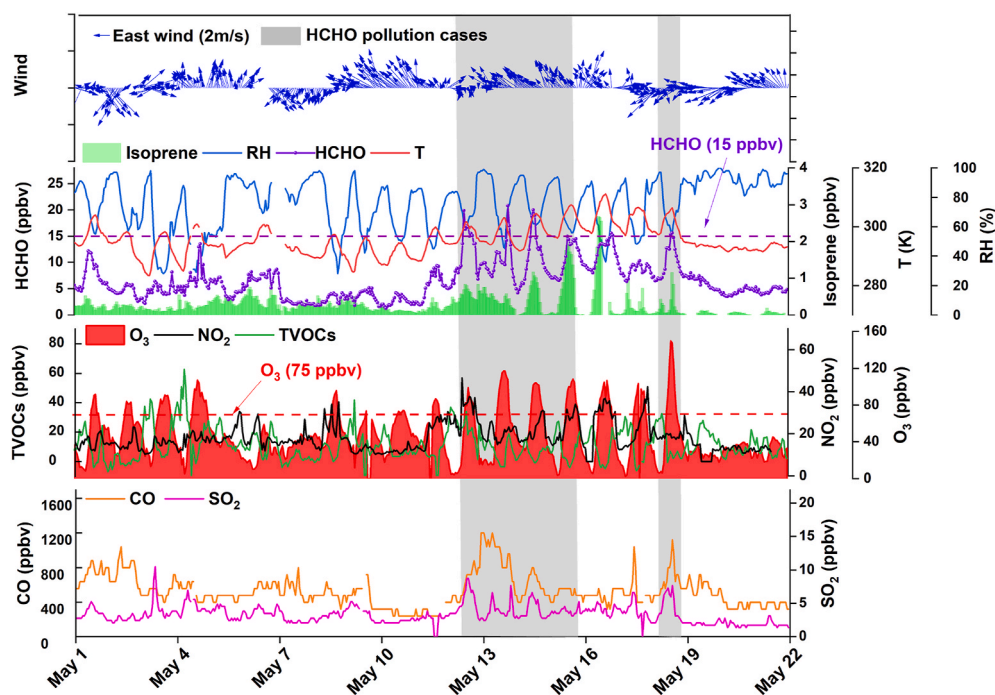 East wind (2m/s) HCHO pollution cases
Wind
HCHO (15 ppbv)
Isoprene RH HCHO T
HCHO (ppbv)
25
20
15
10
5
0
4
3
2
1
0
Isoprene (ppbv)
320
300
280
260
T (K)
100
80
60
40
20
0
RH (%)
O3 NO2 TVOCs
O3 (75 ppbv)
TVOCs (ppbv)
80
60
40
20
0
60
40
20
0
NO2 (ppbv)
160
120
80
40
0
O3 (ppbv)
CO SO2
CO (ppbv)
1600
1200
800
400
0
20
15
10
5
0
SO2 (ppbv)
May 1 May 4 May 7 May 10 May 13 May 16 May 19 May 22